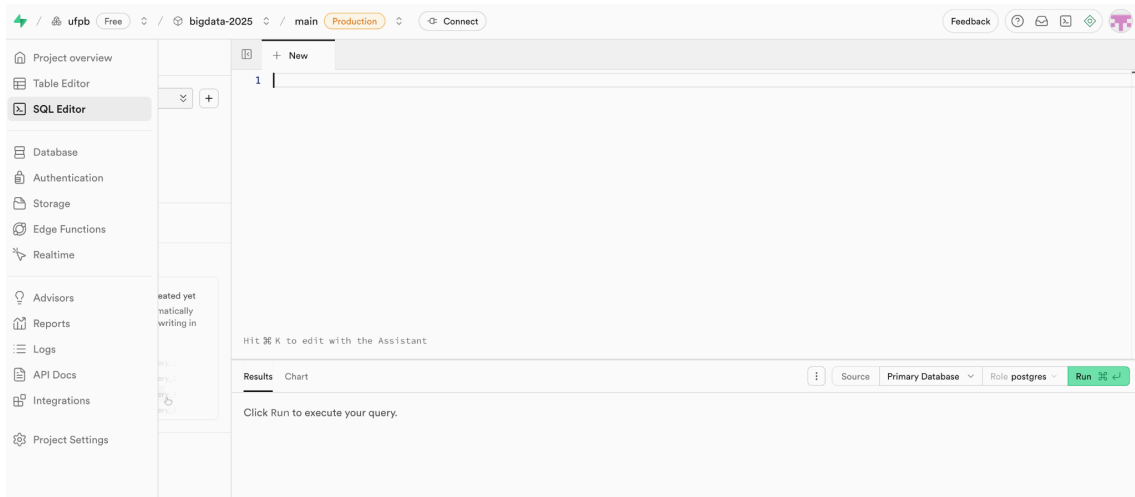 / ufpb Free / bigdata-2025 / main Production Connect Feedback
Project overview
Table Editor
SQL Editor
Database
Authentication
Storage
Edge Functions
Realtime
Advisors
Reports
Logs
API Docs
Integrations
Project Settings
+
eated yet
matically
writing in
+ New
1
Hit ⌘ K to edit with the Assistant
Results Chart Source Primary Database Role postgres Run ⌘ ↵
Click Run to execute your query.